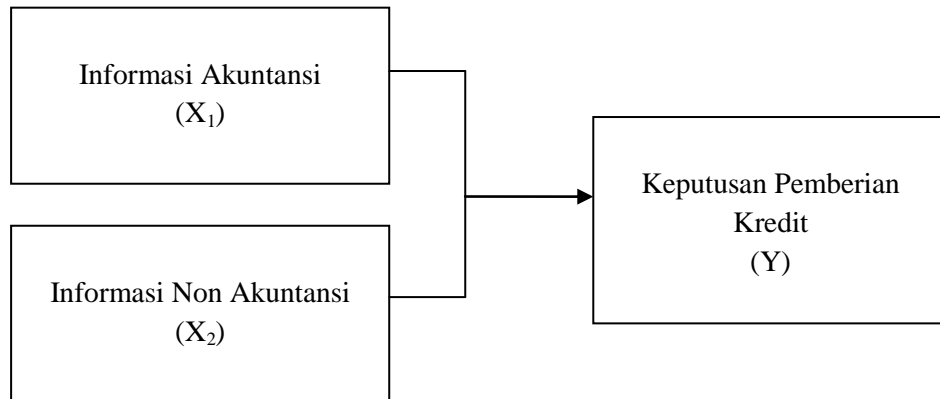 Informasi Akuntansi
(X₁)
Informasi Non Akuntansi
(X₂)
Keputusan Pemberian
Kredit
(Y)